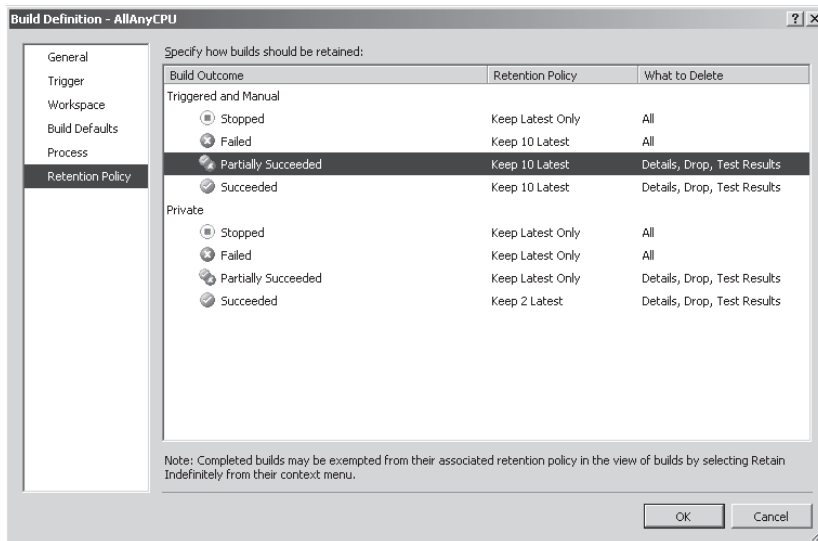 Build Definition - AllAnyCPU
General
Trigger
Workspace
Build Defaults
Process
Retention Policy
Specify how builds should be retained:
Build Outcome Retention Policy What to Delete
Triggered and Manual
Stopped Keep Latest Only All
Failed Keep 10 Latest All
Partially Succeeded Keep 10 Latest Details, Drop, Test Results
Succeeded Keep 10 Latest Details, Drop, Test Results
Private
Stopped Keep Latest Only All
Failed Keep Latest Only All
Partially Succeeded Keep Latest Only Details, Drop, Test Results
Succeeded Keep 2 Latest Details, Drop, Test Results
Note: Completed builds may be exempted from their associated retention policy in the view of builds by selecting Retain
Indefinitely from their context menu.
OK Cancel